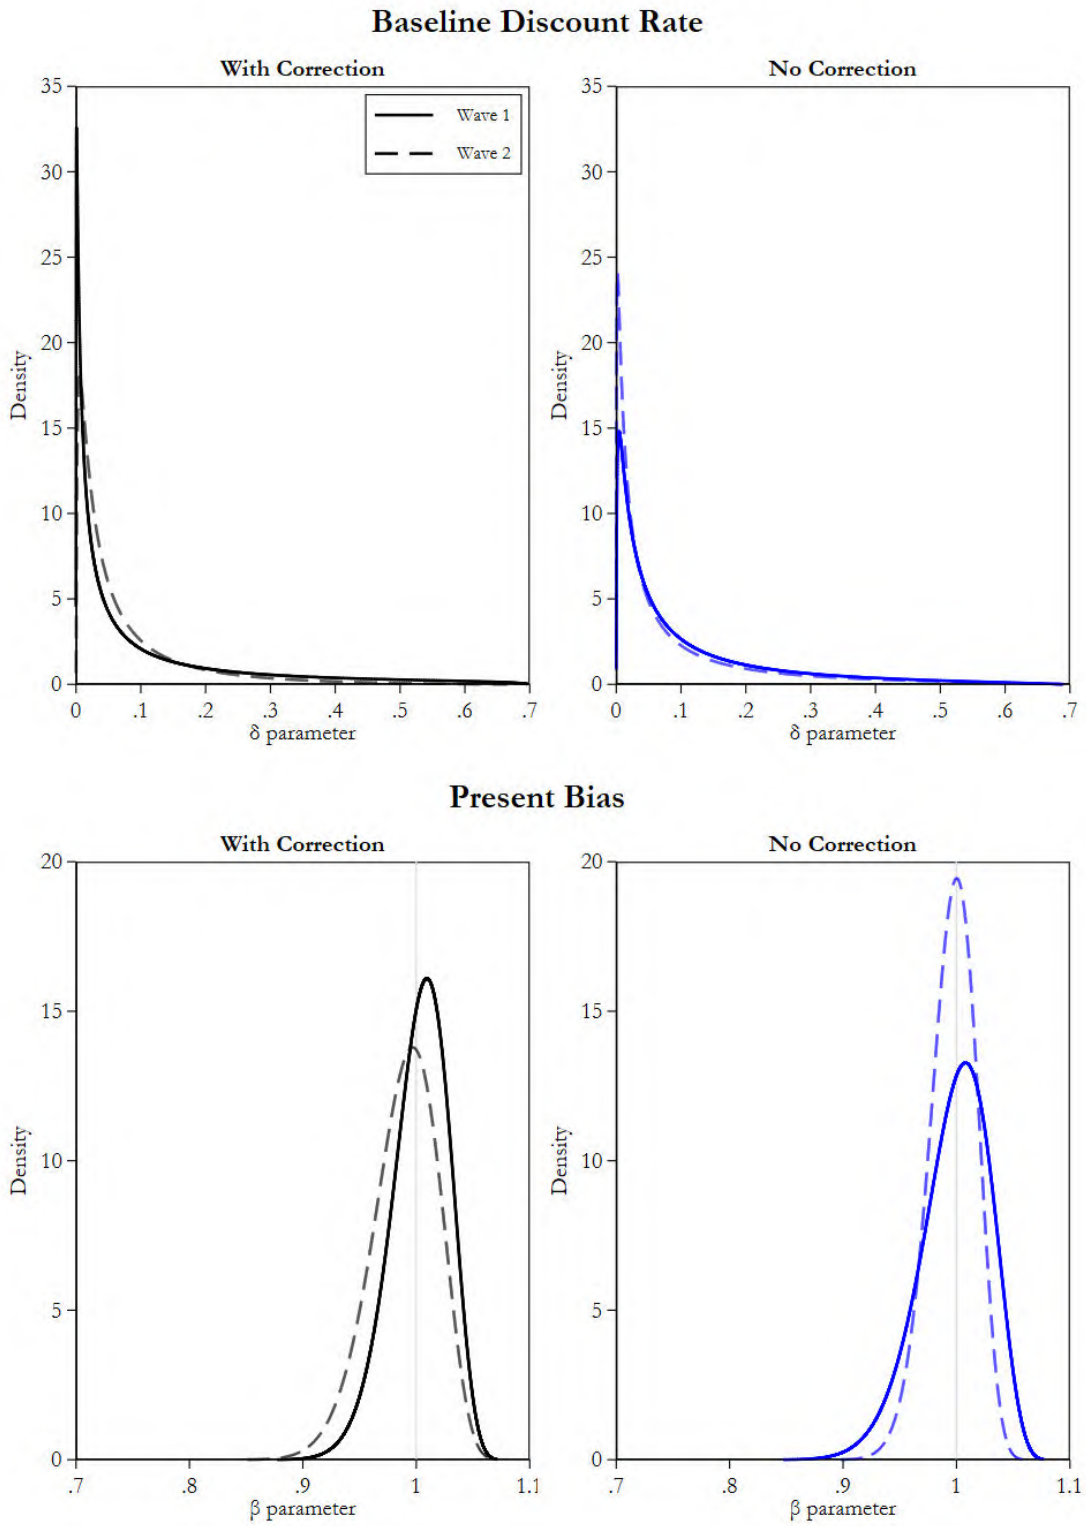 Baseline Discount Rate
With Correction
No Correction
35
30
25
20
15
10
5
0
Density
Wave 1
Wave 2
0 .1 .2 .3 .4 .5 .6 .7
δ parameter
35
30
25
20
15
10
5
0
Density
0 .1 .2 .3 .4 .5 .6 .7
δ parameter
Present Bias
With Correction
No Correction
20
15
10
5
0
Density
.7 .8 .9 1 1.1
β parameter
20
15
10
5
0
Density
.7 .8 .9 1 1.1
β parameter